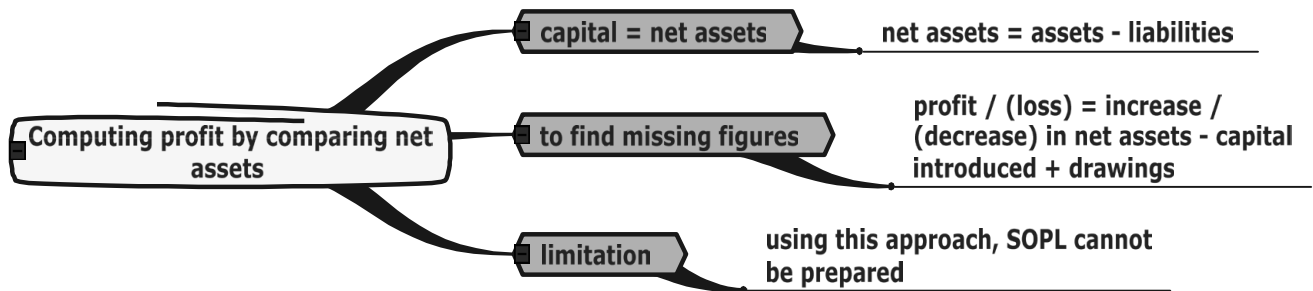 Computing profit by comparing net
assets
capital = net assets
net assets = assets - liabilities
to find missing figures
profit / (loss) = increase /
(decrease) in net assets - capital
introduced + drawings
limitation
using this approach, SOPL cannot
be prepared